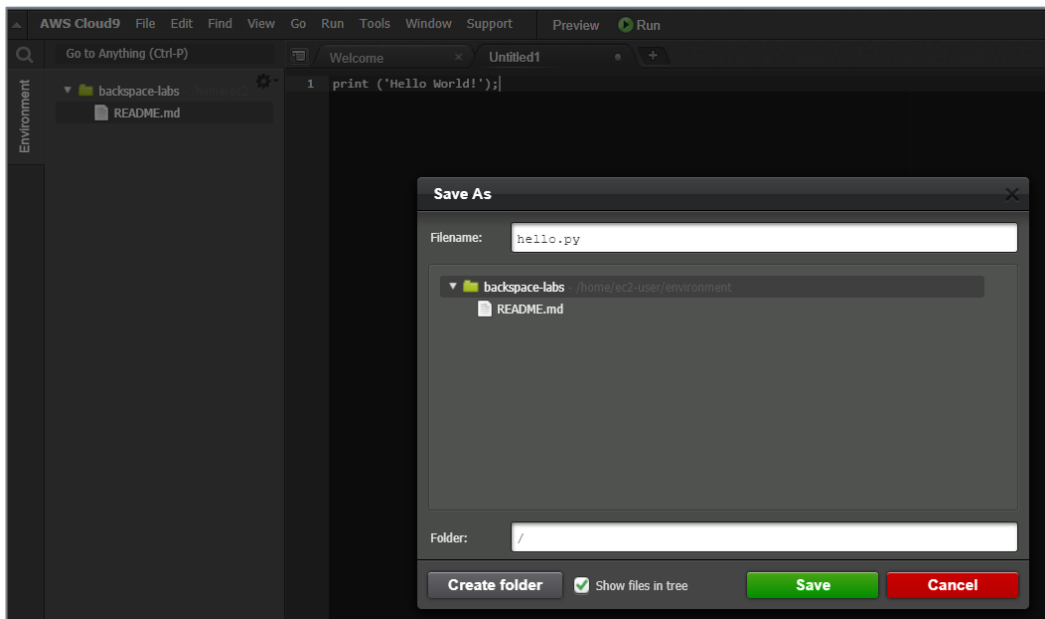 AWS Cloud9 File Edit Find View Go Run Tools Window Support Preview Run
Go to Anything (Ctrl-P)
Welcome × Untitled1 +
Environment
backspace-labs - /home/ec2
README.md
1 print ('Hello World!');
Save As
Filename: hello.py
backspace-labs - /home/ec2-user/environment
README.md
Folder: /
Create folder Show files in tree Save Cancel